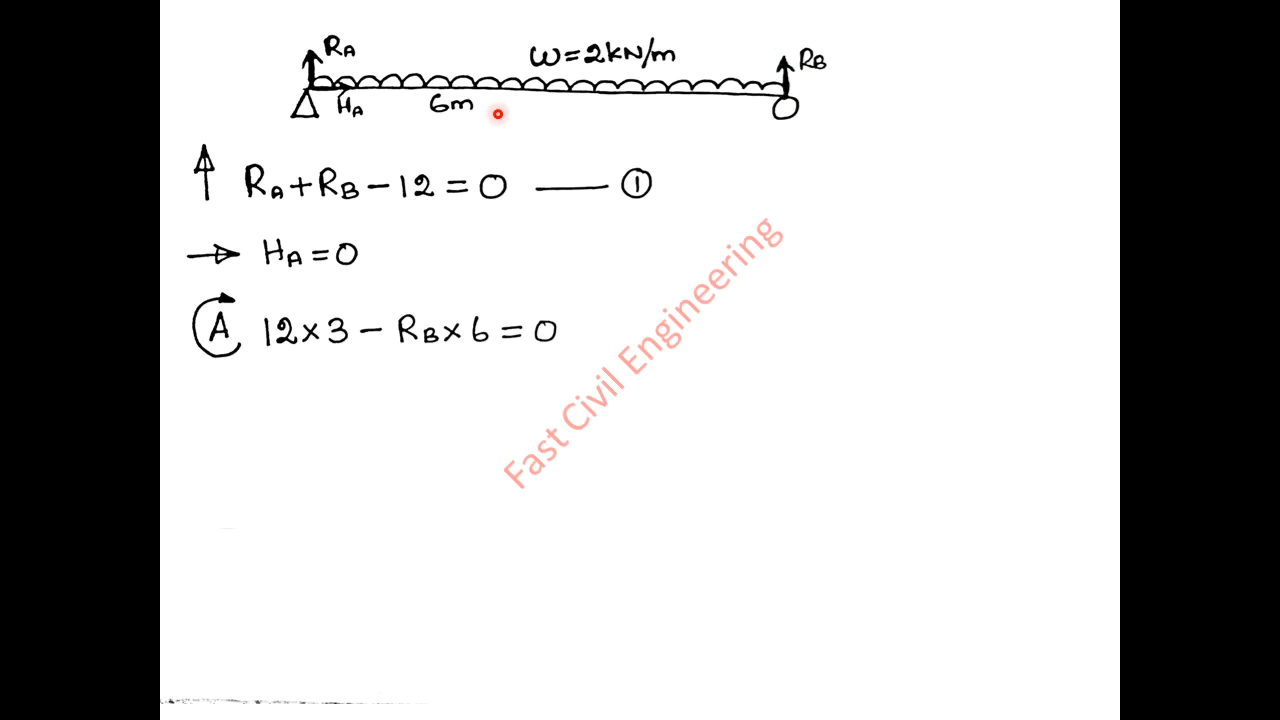 RA
W=2kN/m
RB
HA
6m
RA+RB-12=0 —— ①
HA=0
A 12×3-RB×6=0
Fast Civil Engineering